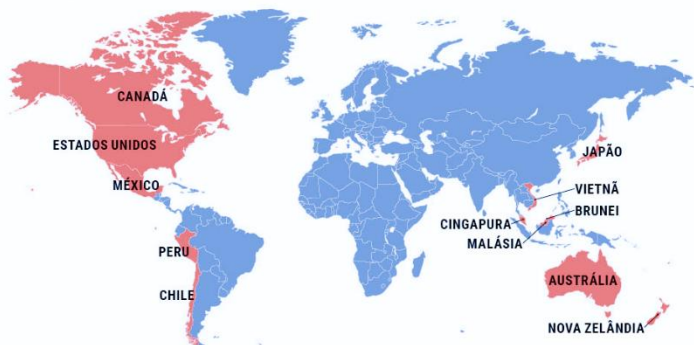 CANADÁ
ESTADOS UNIDOS
JAPÃO
MÉXICO
VIETNÃ
BRUNEI
CINGAPURA
MALÁSIA
PERU
AUSTRÁLIA
CHILE
NOVA ZELÂNDIA